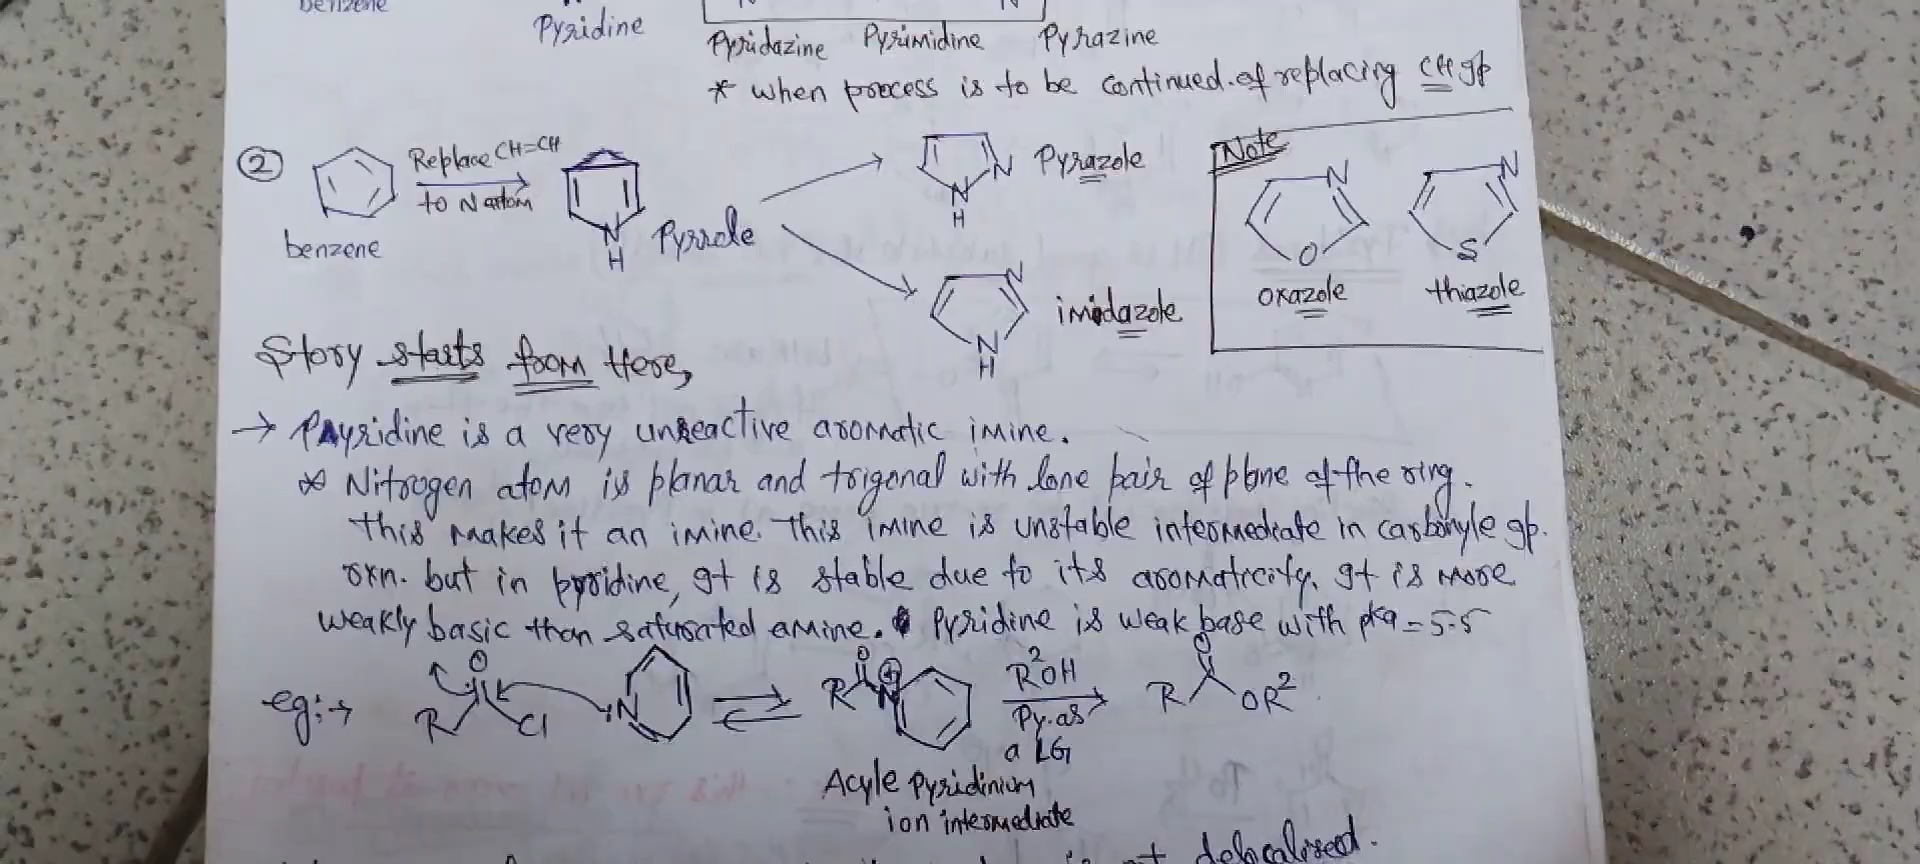 benzene
Pyridine
N N
Pyridazine Pyrimidine Pyrazine
* when process is to be continued.of replacing CH gp
② Replace CH=CH
to N atom
benzene
N
H
Pyrrole
N
N
H
Pyrazole
N
N
H
imidazole
Note
N
O
oxazole
N
S
thiazole
Story starts from Here,
→ Pyridine is a very unreactive aromatic imine.
* Nitrogen atom is planar and trigonal with lone pair of plane of the ring.
this makes it an imine. This imine is unstable intermediate in carbonyle gp.
rxn. but in pyridine, It is stable due to its aromaticity. It is more
weakly basic than saturated amine. Pyridine is weak base with pka = 5.5
eg:→ R O Cl :N ⇌ R O N ⊕ R²OH Py. as a LG → R O OR²
Acyle pyridinium
ion intermediate
delocalised.